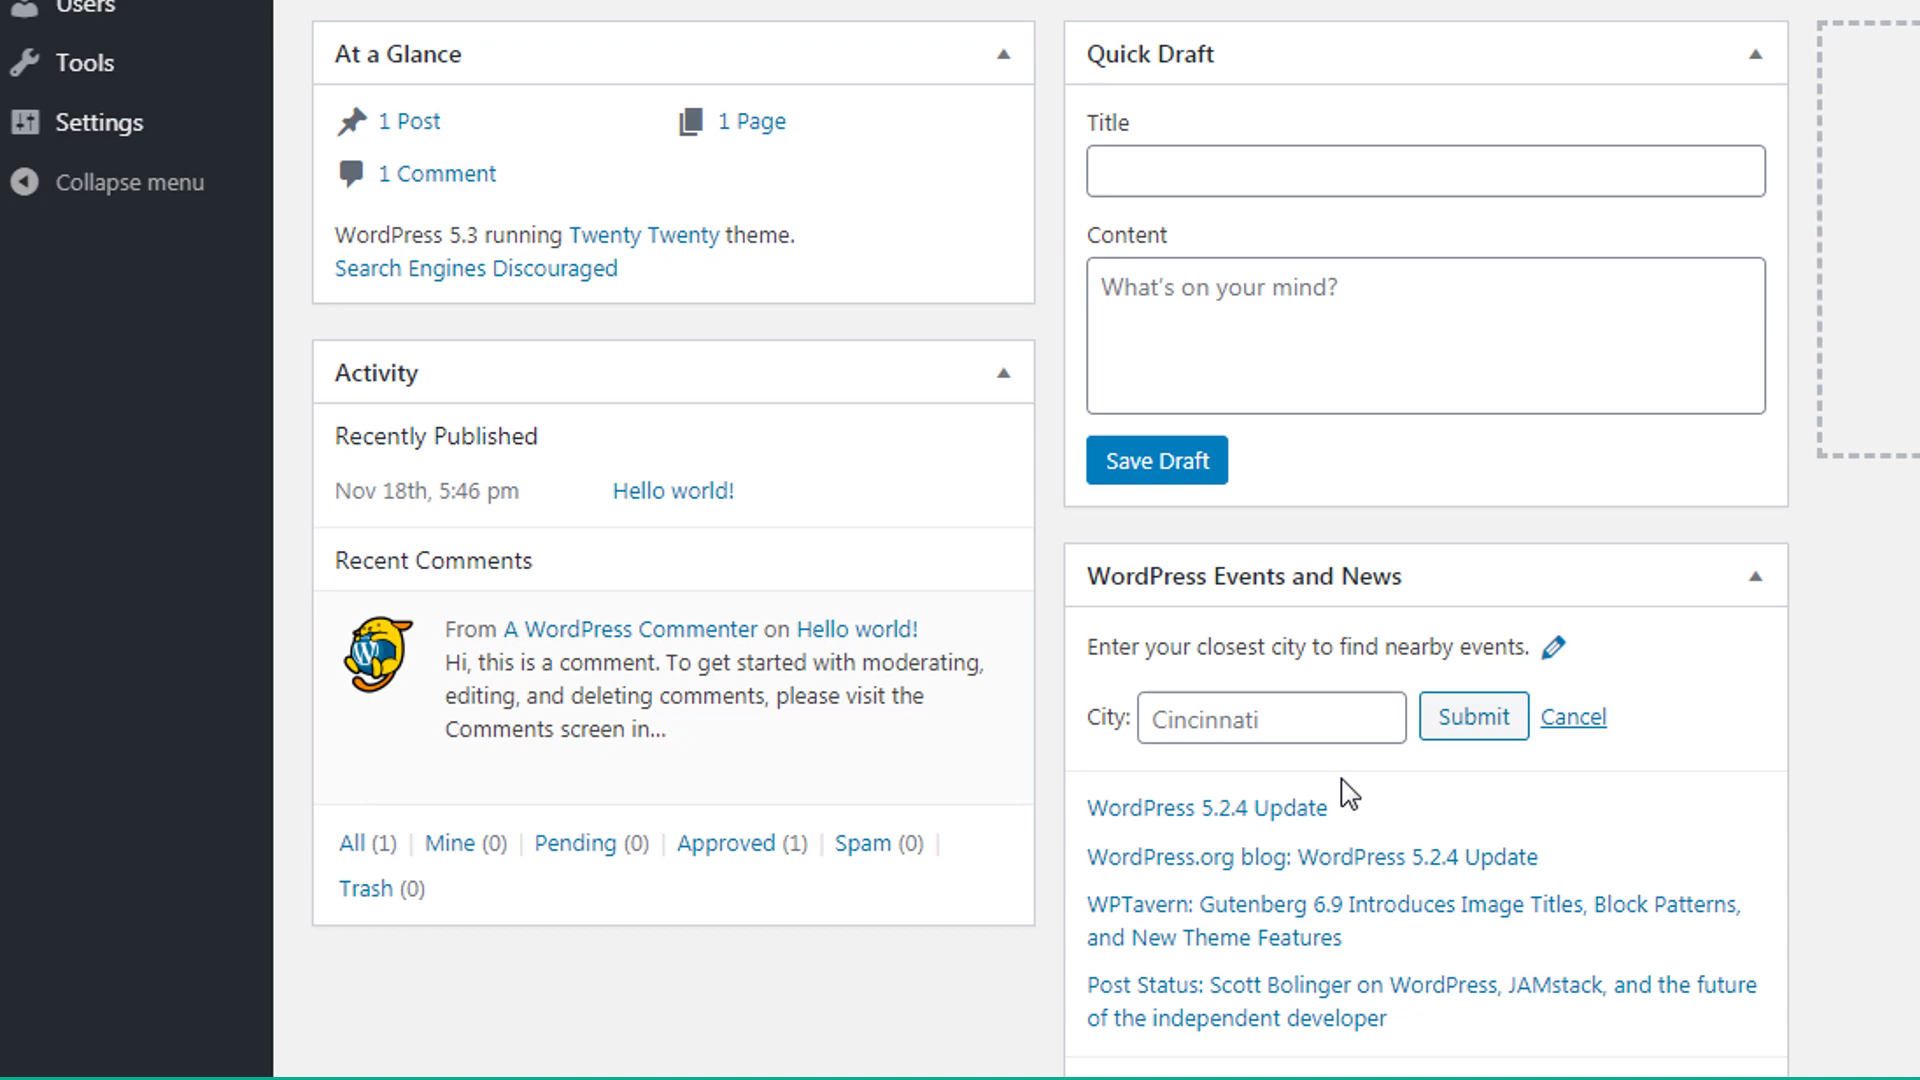 Users
Tools
Settings
Collapse menu
At a Glance
1 Post
1 Page
1 Comment
WordPress 5.3 running Twenty Twenty theme.
Search Engines Discouraged
Activity
Recently Published
Nov 18th, 5:46 pm Hello world!
Recent Comments
W
From A WordPress Commenter on Hello world!
Hi, this is a comment. To get started with moderating,
editing, and deleting comments, please visit the
Comments screen in…
All (1) | Mine (0) | Pending (0) | Approved (1) | Spam (0) |
Trash (0)
Quick Draft
Title
Content
What's on your mind?
Save Draft
WordPress Events and News
Enter your closest city to find nearby events.
City: Cincinnati Submit Cancel
WordPress 5.2.4 Update
WordPress.org blog: WordPress 5.2.4 Update
WPTavern: Gutenberg 6.9 Introduces Image Titles, Block Patterns,
and New Theme Features
Post Status: Scott Bolinger on WordPress, JAMstack, and the future
of the independent developer